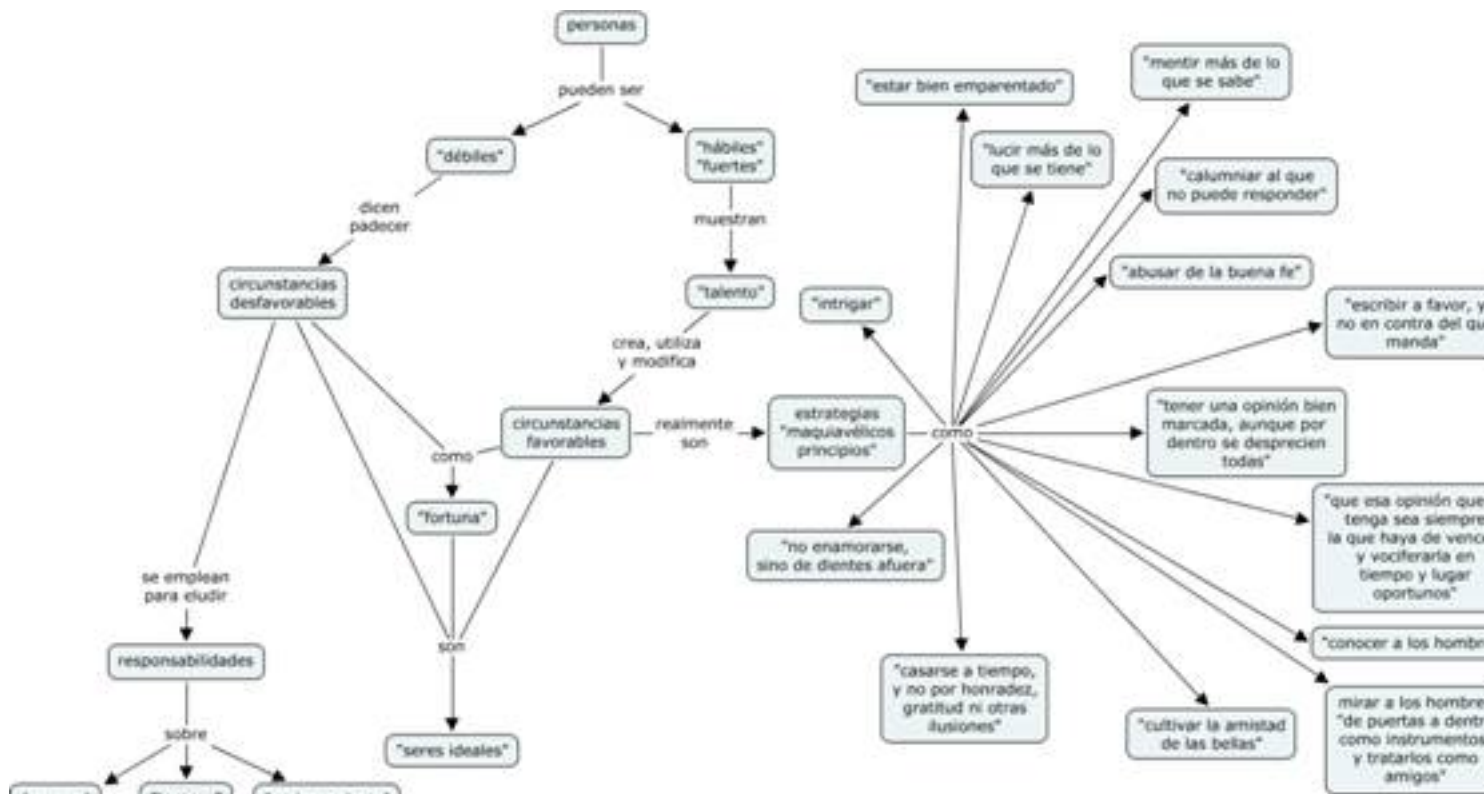 personas
pueden ser
"débiles"
"hábiles"
"fuertes"
dicen
padecer
muestran
circunstancias
desfavorables
"talento"
crea, utiliza
y modifica
circunstancias
favorables
realmente
son
estrategias
"maquiavélicos
principios"
como
como
"fortuna"
se emplean
para eludir
son
responsabilidades
sobre
"seres ideales"
"estar bien emparentado"
"mentir más de lo
que se sabe"
"lucir más de lo
que se tiene"
"calumniar al que
no puede responder"
"abusar de la buena fe"
"intrigar"
"escribir a favor, y
no en contra del
manda"
"tener una opinión bien
marcada, aunque por
dentro se desprecien
todas"
"que esa opinión
tenga sea siempre
la que haya de
y vociferarla en
tiempo y lugar
oportunos"
"no enamorarse,
sino de dientes afuera"
"conocer a los
"casarse a tiempo,
y no por honradez,
gratitud ni otras
ilusiones"
"cultivar la amistad
de las bellas"
mirar a los
"de puertas a
como instrumentos
y tratarlos como
amigos"